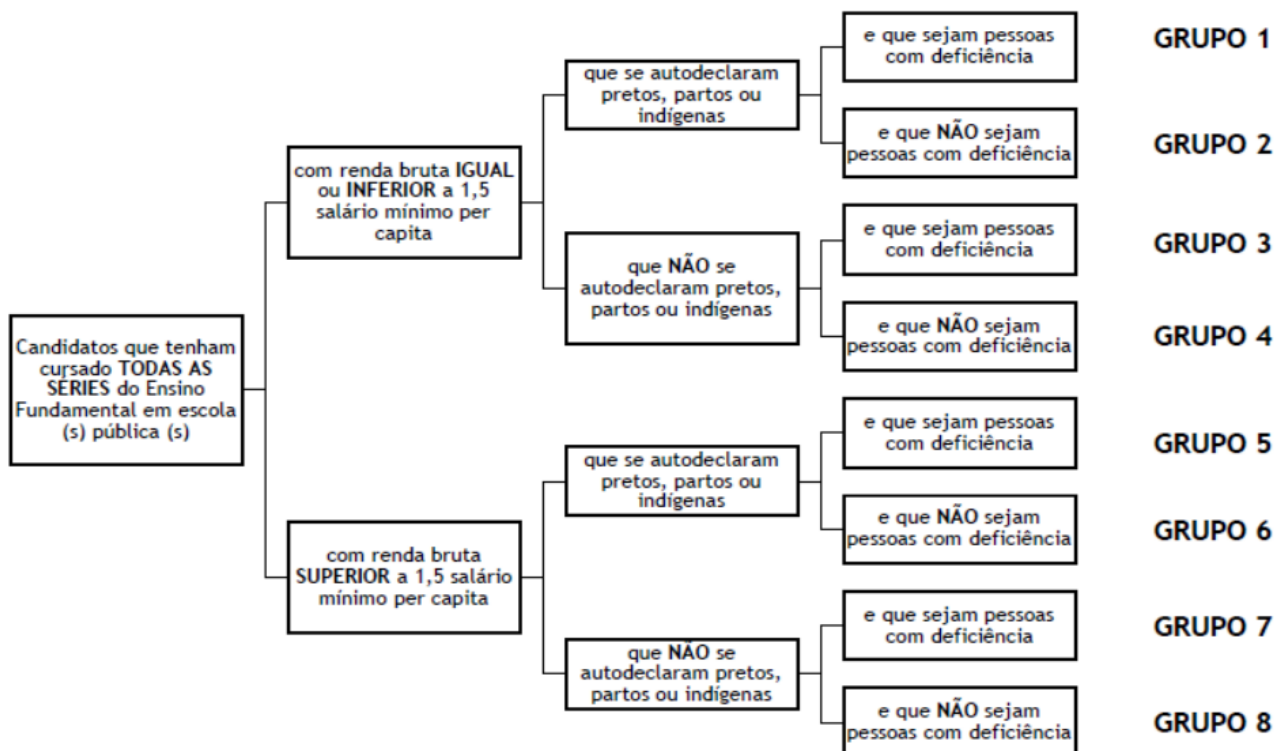 Candidatos que tenham
cursado TODAS AS
SÉRIES do Ensino
Fundamental em escola
(s) pública (s)
com renda bruta IGUAL
ou INFERIOR a 1,5
salário mínimo per
capita
que se autodeclaram
pretos, partos ou
indígenas
e que sejam pessoas
com deficiência
GRUPO 1
e que NÃO sejam
pessoas com deficiência
GRUPO 2
que NÃO se
autodeclaram pretos,
partos ou indígenas
e que sejam pessoas
com deficiência
GRUPO 3
e que NÃO sejam
pessoas com deficiência
GRUPO 4
com renda bruta
SUPERIOR a 1,5 salário
mínimo per capita
que se autodeclaram
pretos, partos ou
indígenas
e que sejam pessoas
com deficiência
GRUPO 5
e que NÃO sejam
pessoas com deficiência
GRUPO 6
que NÃO se
autodeclaram pretos,
partos ou indígenas
e que sejam pessoas
com deficiência
GRUPO 7
e que NÃO sejam
pessoas com deficiência
GRUPO 8